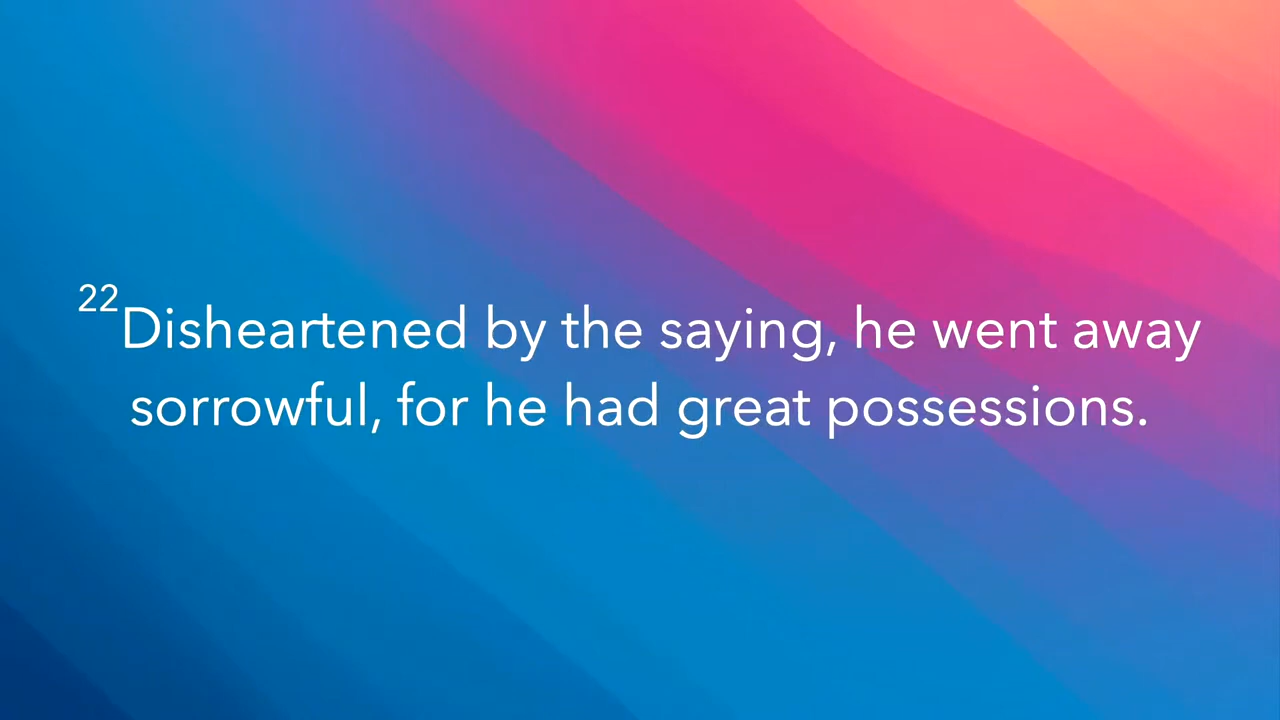 22Disheartened by the saying, he went away
sorrowful, for he had great possessions.